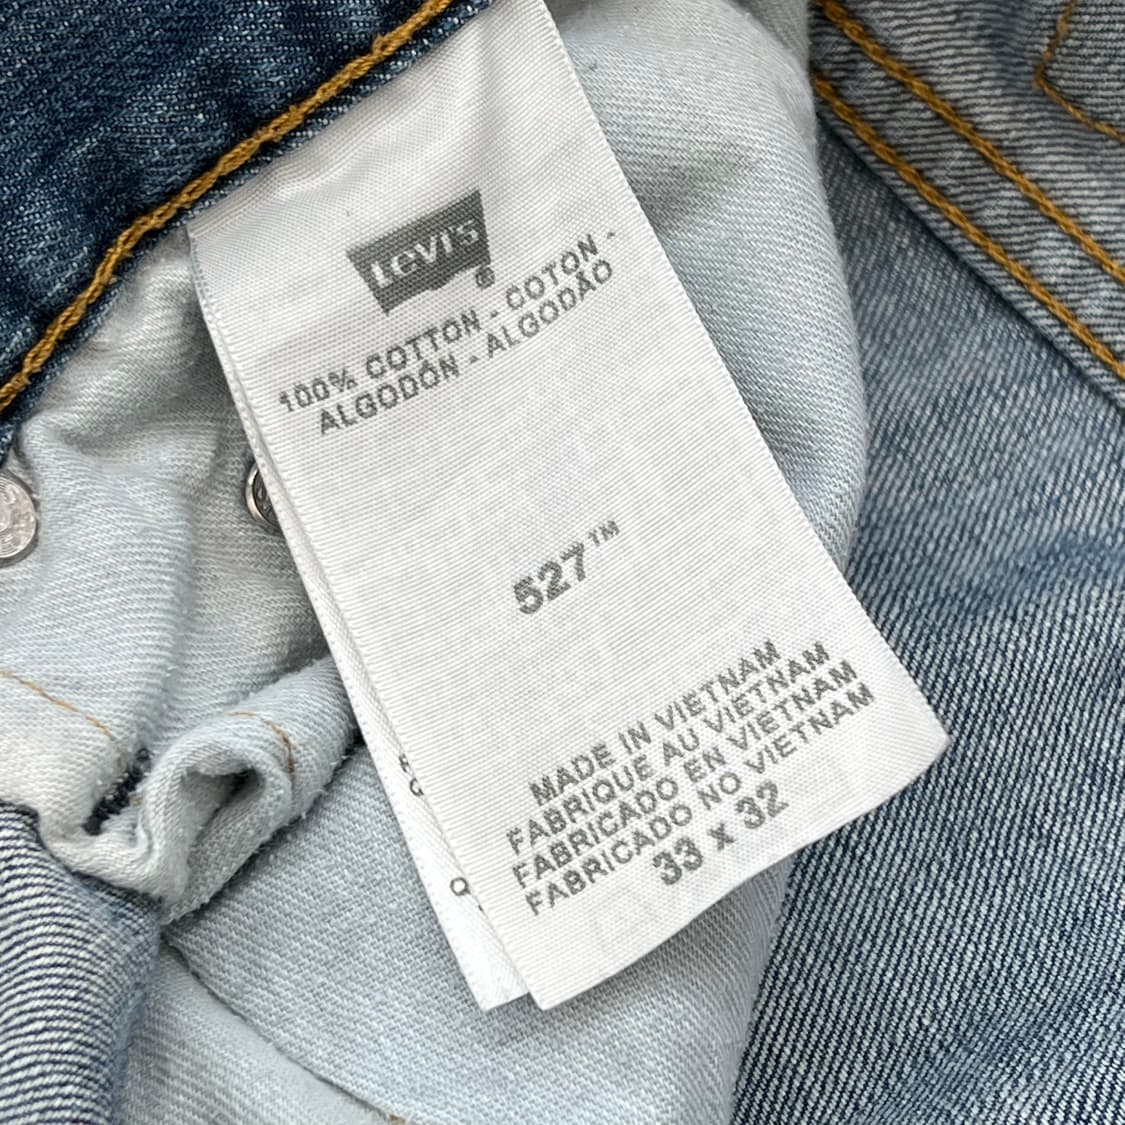 Levi's®
100% COTTON - COTON -
ALGODÓN - ALGODÃO
527™
MADE IN VIETNAM
FABRIQUE AU VIETNAM
FABRICADO EN VIETNAM
FABRICADO NO VIETNAM
33 x 32